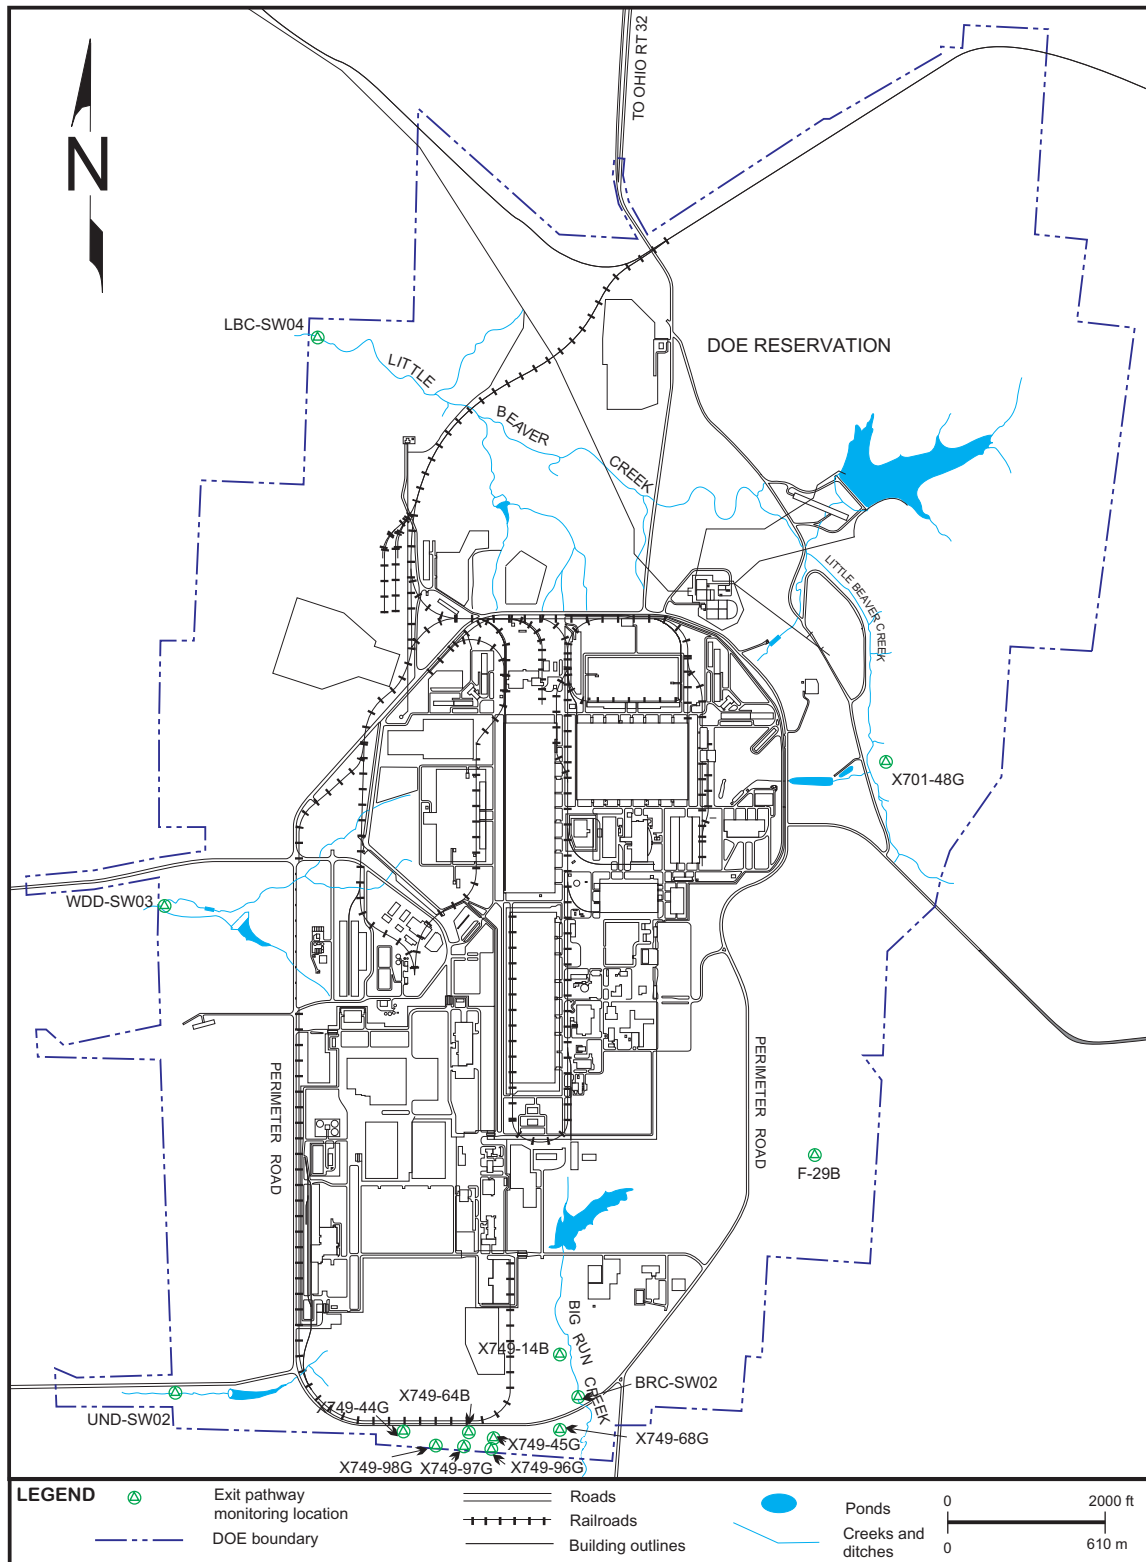 TO OHIO RT 32
N
LBC-SW04
DOE RESERVATION
LITTLE
BEAVER
CREEK
LITTLE BEAVER CREEK
X701-48G
WDD-SW03
PERIMETER ROAD
PERIMETER ROAD
F-29B
BIG RUN CREEK
X749-14B
BRC-SW02
X749-64B
X749-44G
UND-SW02
X749-68G
X749-45G
X749-98G
X749-97G
X749-96G
LEGEND
Exit pathway
monitoring location
DOE boundary
Roads
Railroads
Building outlines
Ponds
Creeks and
ditches
0 2000 ft
0 610 m